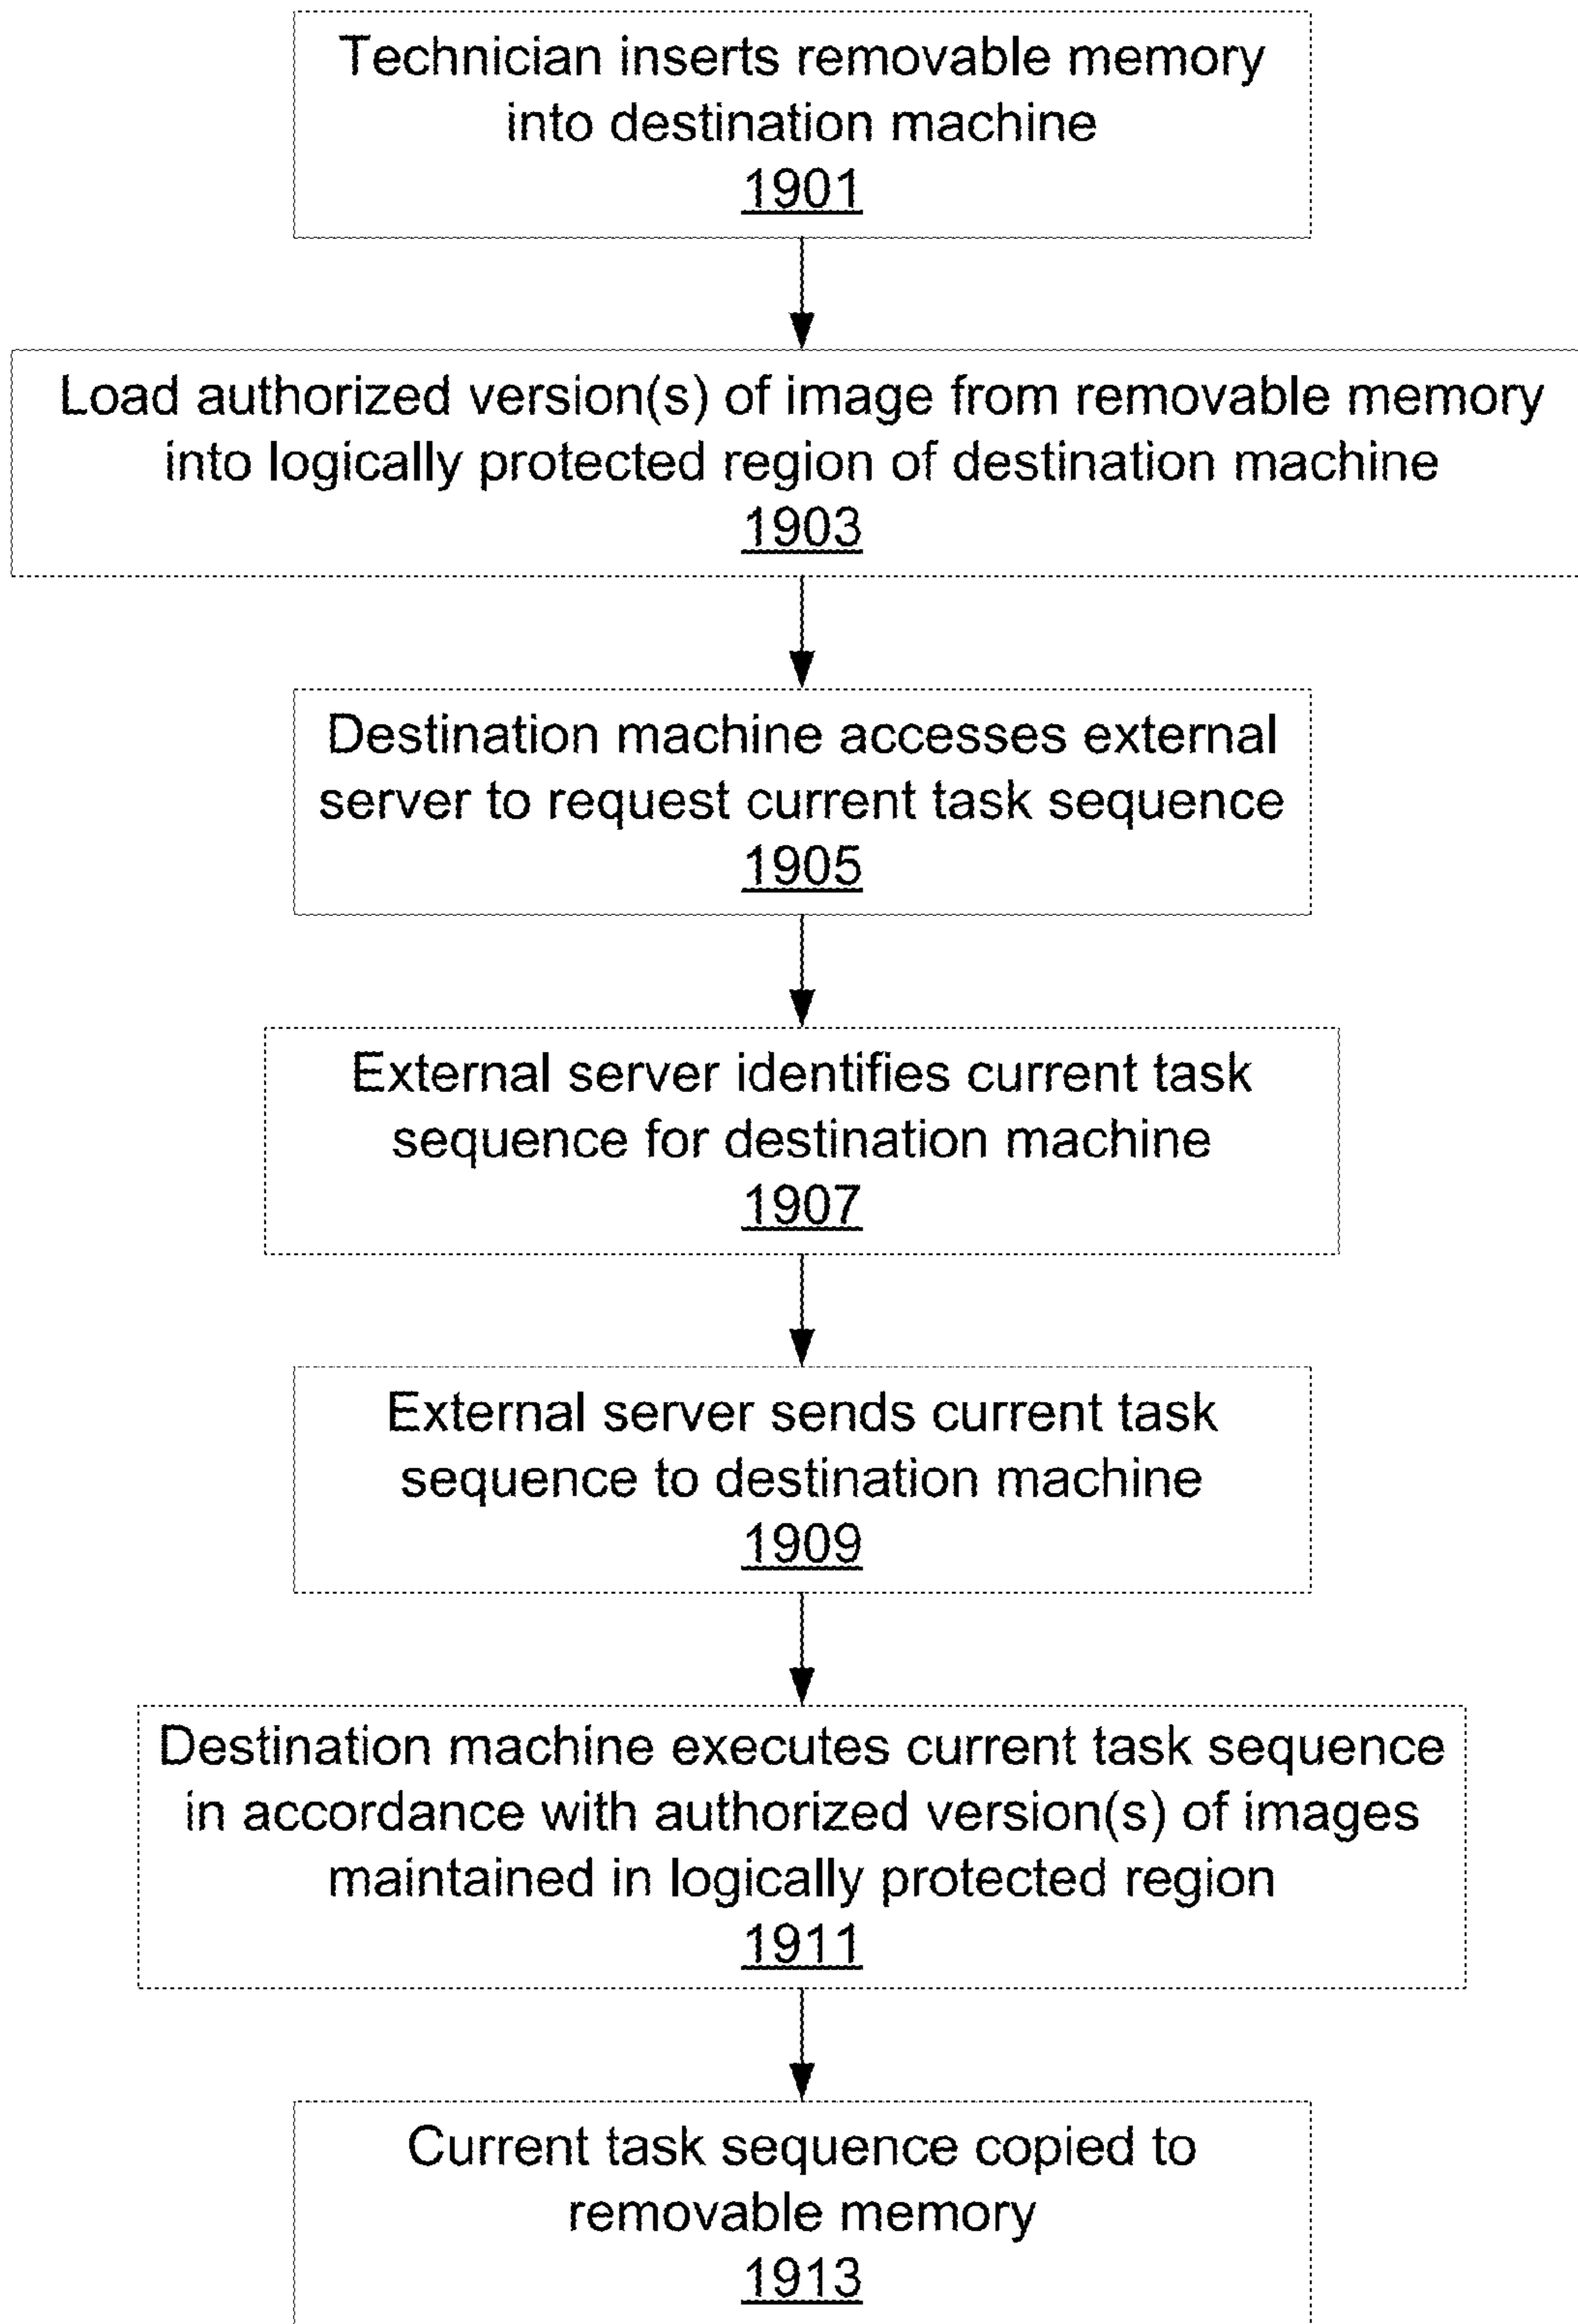 Technician inserts removable memory
into destination machine
1901
Load authorized version(s) of image from removable memory
into logically protected region of destination machine
1903
Destination machine accesses external
server to request current task sequence
1905
External server identifies current task
sequence for destination machine
1907
External server sends current task
sequence to destination machine
1909
Destination machine executes current task sequence
in accordance with authorized version(s) of images
maintained in logically protected region
1911
Current task sequence copied to
removable memory
1913